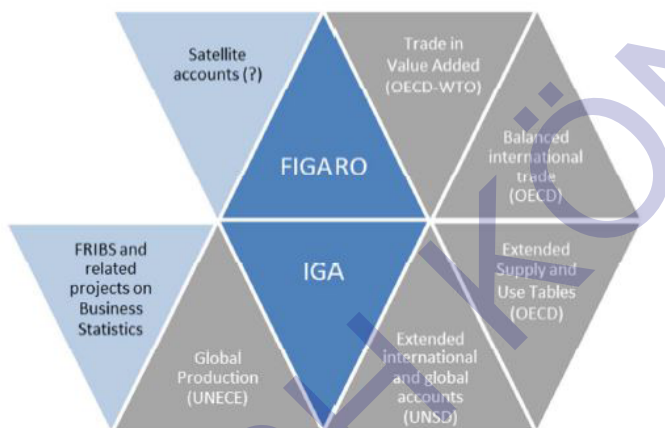 Satellite
accounts (?)
FIGARO
Trade in
Value Added
(OECD-WTO)
Balanced
international
trade
(OECD)
FRIBS and
related
projects on
Business
Statistics
Global
Production
(UNECE)
IGA
Extended
international
and global
accounts
(UNSD)
Extended
Supply and
Use Tables
(OECD)
KÖ